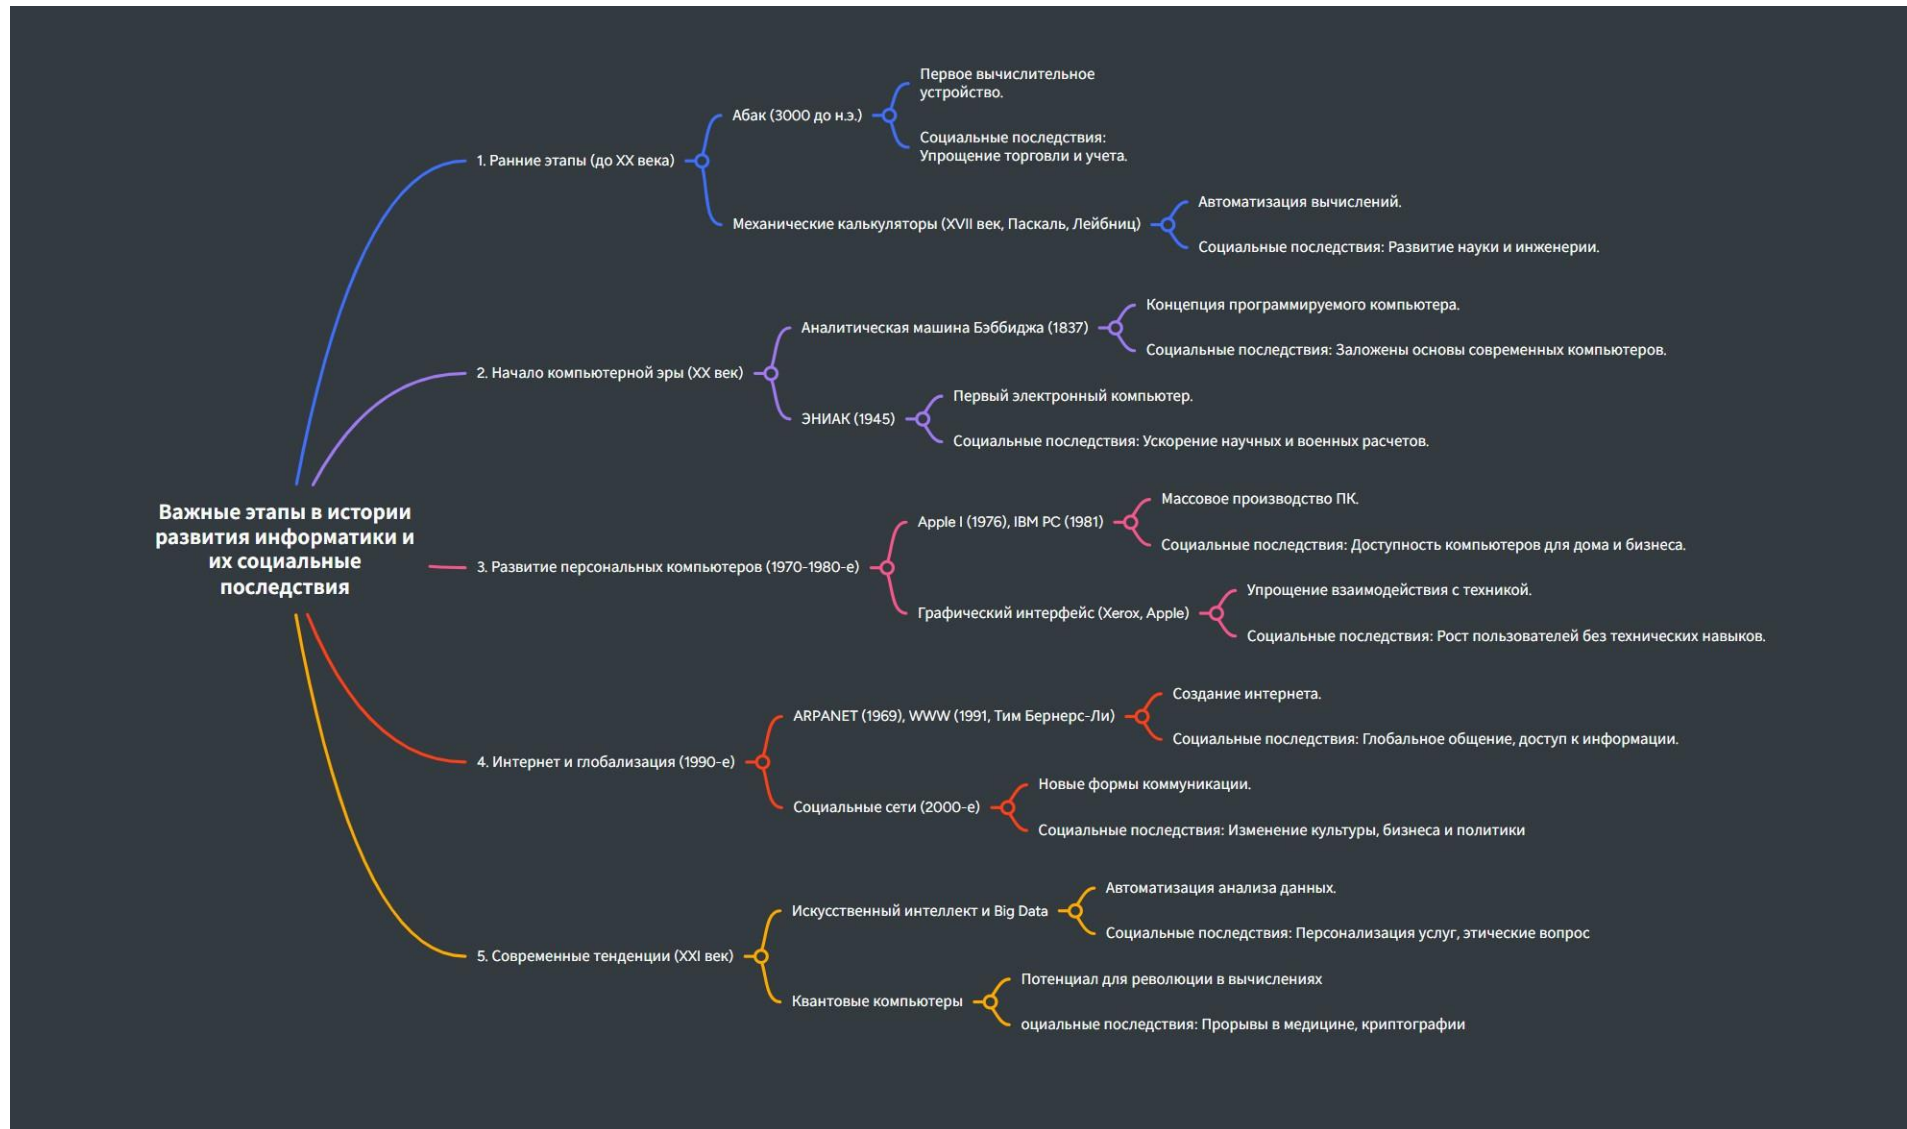 Важные этапы в истории
развития информатики и
их социальные
последствия
1. Ранние этапы (до XX века)
Абак (3000 до н.э.)
Первое вычислительное
устройство.
Социальные последствия:
Упрощение торговли и учета.
Механические калькуляторы (XVII век, Паскаль, Лейбниц)
Автоматизация вычислений.
Социальные последствия: Развитие науки и инженерии.
2. Начало компьютерной эры (XX век)
Аналитическая машина Бэббиджа (1837)
Концепция программируемого компьютера.
Социальные последствия: Заложены основы современных компьютеров.
ЭНИАК (1945)
Первый электронный компьютер.
Социальные последствия: Ускорение научных и военных расчетов.
3. Развитие персональных компьютеров (1970-1980-е)
Apple I (1976), IBM PC (1981)
Массовое производство ПК.
Социальные последствия: Доступность компьютеров для дома и бизнеса.
Графический интерфейс (Xerox, Apple)
Упрощение взаимодействия с техникой.
Социальные последствия: Рост пользователей без технических навыков.
4. Интернет и глобализация (1990-е)
ARPANET (1969), WWW (1991, Тим Бернерс-Ли)
Создание интернета.
Социальные последствия: Глобальное общение, доступ к информации.
Социальные сети (2000-е)
Новые формы коммуникации.
Социальные последствия: Изменение культуры, бизнеса и политики
5. Современные тенденции (XXI век)
Искусственный интеллект и Big Data
Автоматизация анализа данных.
Социальные последствия: Персонализация услуг, этические вопрос
Квантовые компьютеры
Потенциал для революции в вычислениях
оциальные последствия: Прорывы в медицине, криптографии